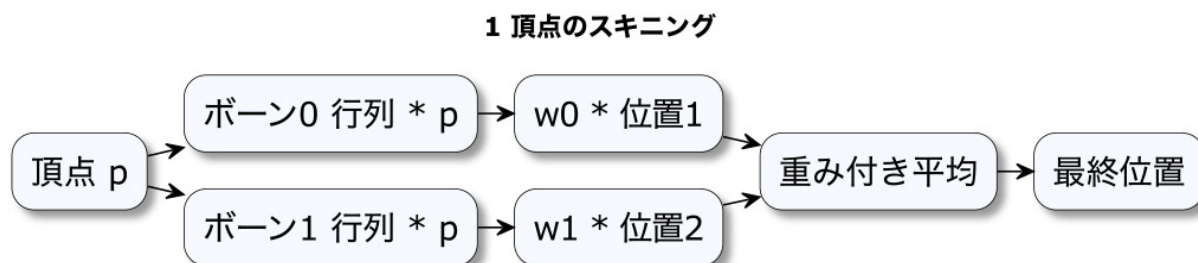 1 頂点のスキニング
頂点 p
ボーン0 行列 * p
w0 * 位置1
ボーン1 行列 * p
w1 * 位置2
重み付き平均
最終位置